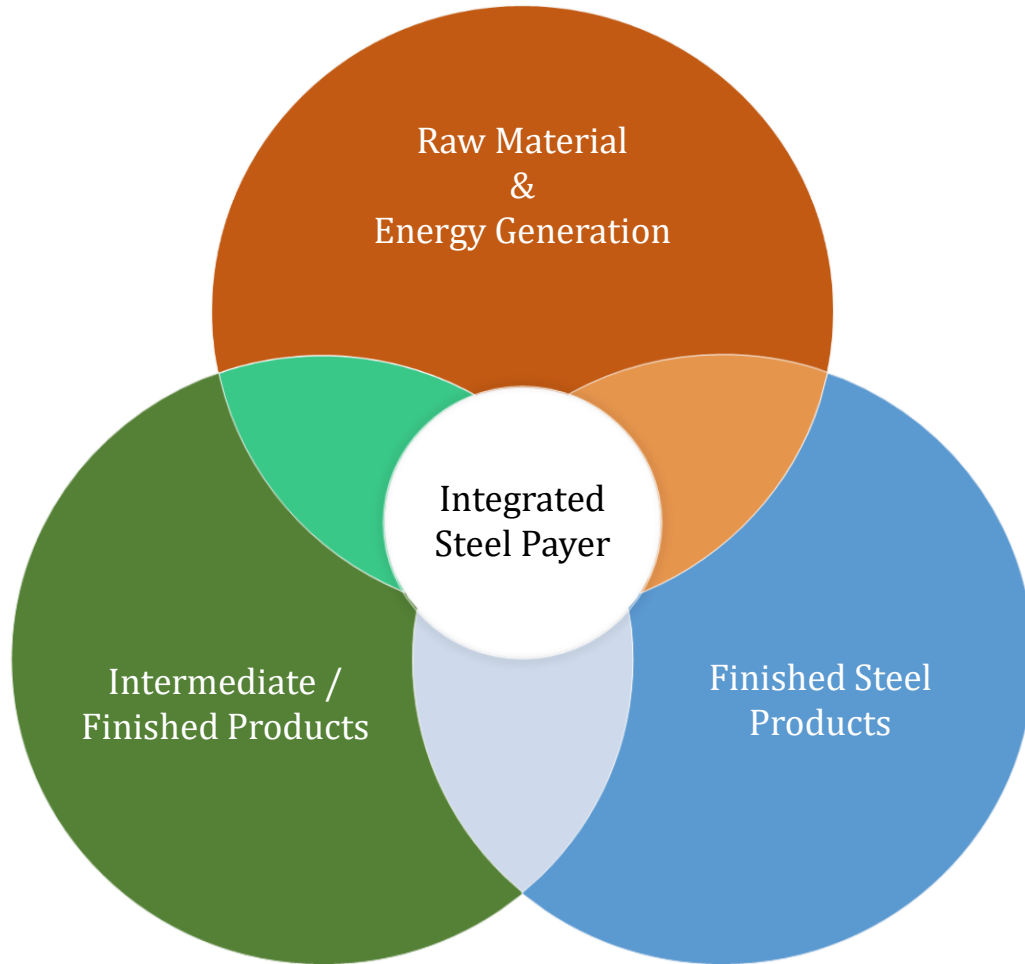 Raw Material
&
Energy Generation
Integrated
Steel Payer
Intermediate /
Finished Products
Finished Steel
Products